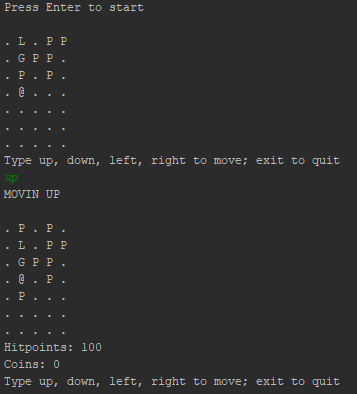 Press Enter to start
. L . P P
. G P P .
. P . P .
. @ . . .
. . . . .
. . . . .
. . . . .
Type up, down, left, right to move; exit to quit
up
MOVIN UP
. P . P .
. L . P P
. G P P .
. @ . P .
. P . . .
. . . . .
. . . . .
Hitpoints: 100
Coins: 0
Type up, down, left, right to move; exit to quit